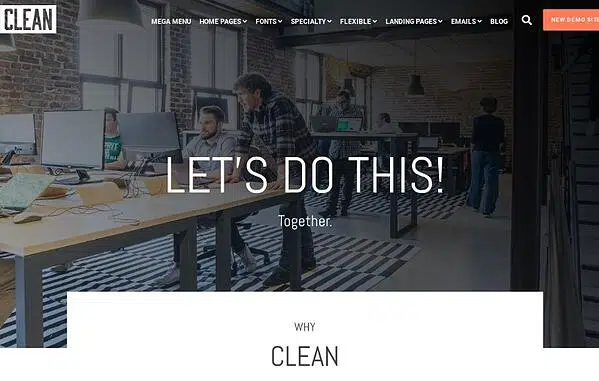 CLEAN
MEGA MENU HOME PAGES FONTS SPECIALTY FLEXIBLE LANDING PAGES EMAILS BLOG
NEW DEMO SITE
LET'S DO THIS!
Together.
WHY
CLEAN